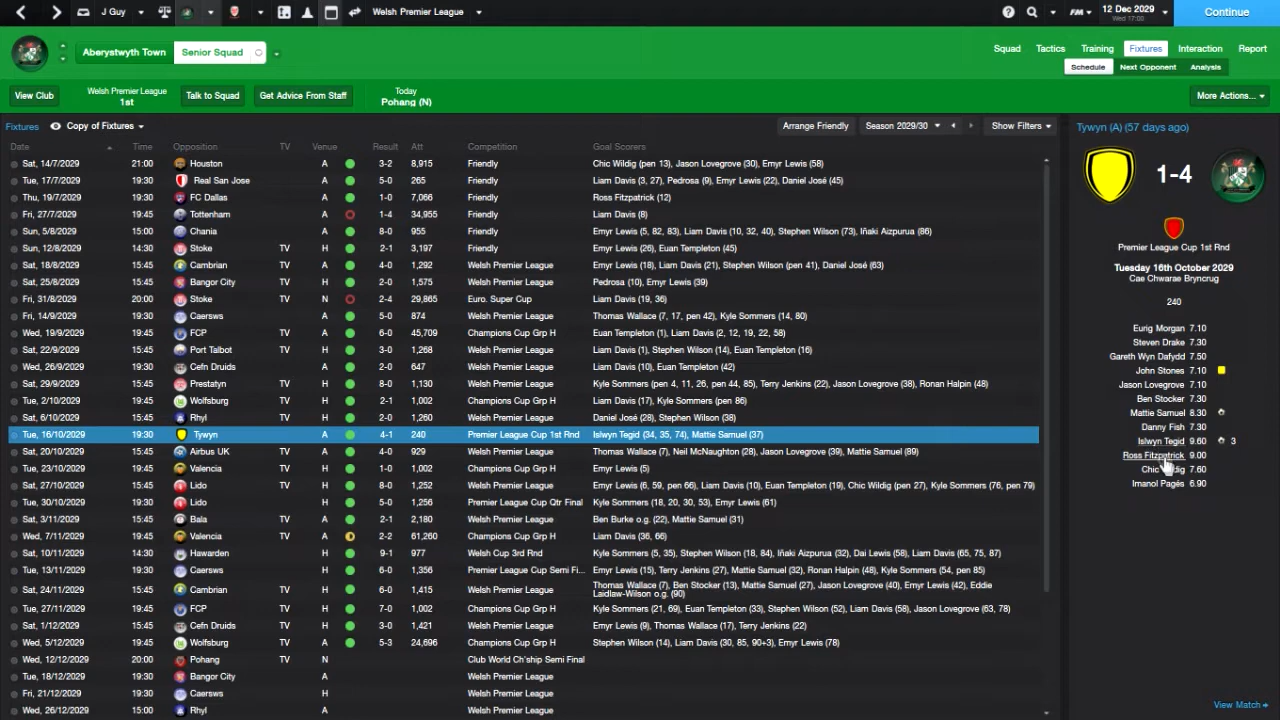 J Guy
Welsh Premier League
FM
12 Dec 2029
Wed 17:00
Continue
Aberystwyth Town
Senior Squad
Squad Tactics Training Fixtures Interaction Report
Schedule Next Opponent Analysis
View Club
Welsh Premier League
1st
Talk to Squad
Get Advice From Staff
Today
Pohang (N)
More Actions...
Fixtures Copy of Fixtures Arrange Friendly Season 2029/30 Show Filters
Date Time Opposition TV Venue Result Att Competition Goal Scorers
Sat, 14/7/2029 21:00 Houston A 3-2 8,915 Friendly Chic Wildig (pen 13), Jason Lovegrove (30), Emyr Lewis (58)
Tue, 17/7/2029 19:30 Real San Jose A 5-0 265 Friendly Liam Davis (3, 27), Pedrosa (9), Emyr Lewis (22), Daniel José (45)
Thu, 19/7/2029 19:30 FC Dallas A 1-0 7,066 Friendly Ross Fitzpatrick (12)
Fri, 27/7/2029 19:45 Tottenham A 1-4 34,955 Friendly Liam Davis (8)
Sun, 5/8/2029 15:00 Chania A 8-0 955 Friendly Emyr Lewis (5, 82, 83), Liam Davis (10, 32, 40), Stephen Wilson (73), Iñaki Aizpurua (86)
Sun, 12/8/2029 14:30 Stoke TV H 2-1 3,197 Friendly Emyr Lewis (26), Euan Templeton (45)
Sat, 18/8/2029 15:45 Cambrian TV A 4-0 1,292 Welsh Premier League Emyr Lewis (18), Liam Davis (21), Stephen Wilson (pen 41), Daniel José (63)
Sat, 25/8/2029 15:45 Bangor City TV H 2-0 1,575 Welsh Premier League Pedrosa (10), Emyr Lewis (39)
Fri, 31/8/2029 20:00 Stoke TV N 2-4 29,865 Euro. Super Cup Liam Davis (19, 36)
Fri, 14/9/2029 19:30 Caersws A 5-0 874 Welsh Premier League Thomas Wallace (7, 17, pen 42), Kyle Sommers (14, 80)
Wed, 19/9/2029 19:45 FCP TV A 6-0 45,709 Champions Cup Grp H Euan Templeton (1), Liam Davis (2, 12, 19, 22, 58)
Sat, 22/9/2029 15:45 Port Talbot TV H 3-0 1,268 Welsh Premier League Liam Davis (1), Stephen Wilson (14), Euan Templeton (16)
Wed, 26/9/2029 19:30 Cefn Druids A 2-0 647 Welsh Premier League Liam Davis (2), Euan Templeton (10)
Sat, 29/9/2029 15:45 Prestatyn TV H 8-0 1,130 Welsh Premier League Kyle Sommers (pen 4, 11, 26, pen 44, 85), Terry Jenkins (22), Jason Lovegrove (38), Ronan Halpin (48)
Tue, 2/10/2029 19:45 Wolfsburg TV H 2-1 1,002 Champions Cup Grp H Liam Davis (17), Kyle Sommers (pen 86)
Sat, 6/10/2029 15:45 Rhyl TV H 2-0 1,260 Welsh Premier League Daniel José (28), Stephen Wilson (38)
Tue, 16/10/2029 19:30 Tywyn A 4-1 240 Premier League Cup 1st Rnd Islwyn Tegid (34, 35, 74), Mattie Samuel (37)
Sat, 20/10/2029 15:45 Airbus UK TV A 4-0 929 Welsh Premier League Thomas Wallace (7), Neil McNaughton (28), Jason Lovegrove (39), Mattie Samuel (89)
Tue, 23/10/2029 19:45 Valencia TV H 1-0 1,002 Champions Cup Grp H Emyr Lewis (5)
Sat, 27/10/2029 15:45 Lido TV H 8-0 1,215 Welsh Premier League Emyr Lewis (6, 59, pen 66), Liam Davis (10), Euan Templeton (19), Chic Wildig (pen 27), Kyle Sommers (76, pen 79)
Tue, 30/10/2029 19:30 Lido H 5-0 1,256 Premier League Cup Qtr Final Kyle Sommers (18, 20, 30, 53), Emyr Lewis (61)
Sat, 3/11/2029 15:45 Bala TV A 2-1 2,180 Welsh Premier League Ben Burke o.g. (22), Mattie Samuel (31)
Wed, 7/11/2029 19:45 Valencia TV A 2-2 61,260 Champions Cup Grp H Liam Davis (36, 66)
Sat, 10/11/2029 14:30 Hawarden H 9-1 977 Welsh Cup 3rd Rnd Kyle Sommers (5, 35), Stephen Wilson (18, 84), Iñaki Aizpurua (32), Dai Lewis (58), Liam Davis (65, 75, 87)
Tue, 13/11/2029 19:30 Caersws H 6-0 1,356 Premier League Cup Semi Fi... Emyr Lewis (15), Terry Jenkins (27), Mattie Samuel (32), Ronan Halpin (48), Kyle Sommers (54, pen 85)
Sat, 24/11/2029 15:45 Cambrian TV H 6-0 1,415 Welsh Premier League Thomas Wallace (7), Ben Stocker (13), Mattie Samuel (27), Jason Lovegrove (40), Emyr Lewis (42), Eddie
Laidlaw-Wilson o.g. (90)
Tue, 27/11/2029 19:45 FCP TV H 7-0 1,002 Champions Cup Grp H Kyle Sommers (21, 69), Euan Templeton (33), Stephen Wilson (52), Liam Davis (58), Jason Lovegrove (63, 78)
Sat, 1/12/2029 15:45 Cefn Druids TV H 3-0 1,421 Welsh Premier League Emyr Lewis (9), Thomas Wallace (17), Terry Jenkins (22)
Wed, 5/12/2029 19:45 Wolfsburg TV A 5-3 24,696 Champions Cup Grp H Stephen Wilson (14), Liam Davis (30, 85, 90+3), Emyr Lewis (78)
Wed, 12/12/2029 20:00 Pohang TV N Club World Ch'ship Semi Final
Tue, 18/12/2029 19:30 Bangor City A Welsh Premier League
Fri, 21/12/2029 19:30 Caersws H Welsh Premier League
Wed, 26/12/2029 15:00 Rhyl A Welsh Premier League
Tywyn (A) (57 days ago)
1-4
Premier League Cup 1st Rnd
Tuesday 16th October 2029
Cae Chwarae Bryncrug
240
Eurig Morgan 7.10
Steven Drake 7.30
Gareth Wyn Dafydd 7.50
John Stones 7.10
Jason Lovegrove 7.10
Ben Stocker 7.30
Mattie Samuel 8.30
Danny Fish 7.30
Islwyn Tegid 9.60 3
Ross Fitzpatrick 9.00
Chic Wildig 7.60
Imanol Pagés 6.90
View Match